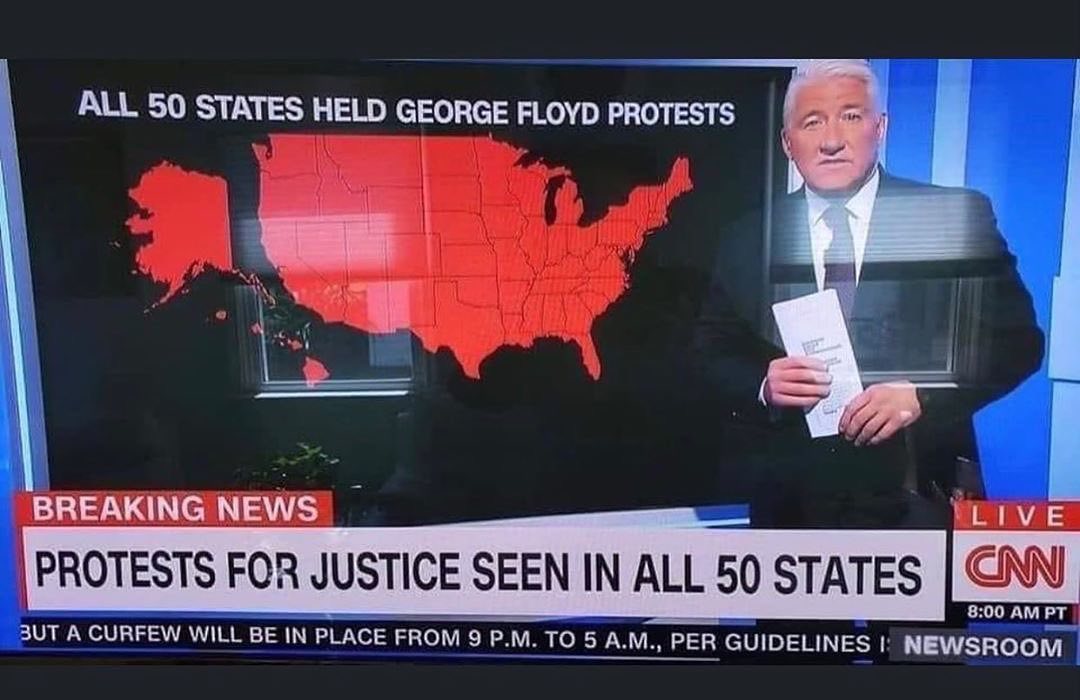 ALL 50 STATES HELD GEORGE FLOYD PROTESTS
BREAKING NEWS
PROTESTS FOR JUSTICE SEEN IN ALL 50 STATES
LIVE
CNN
8:00 AM PT
BUT A CURFEW WILL BE IN PLACE FROM 9 P.M. TO 5 A.M., PER GUIDELINES
NEWSROOM